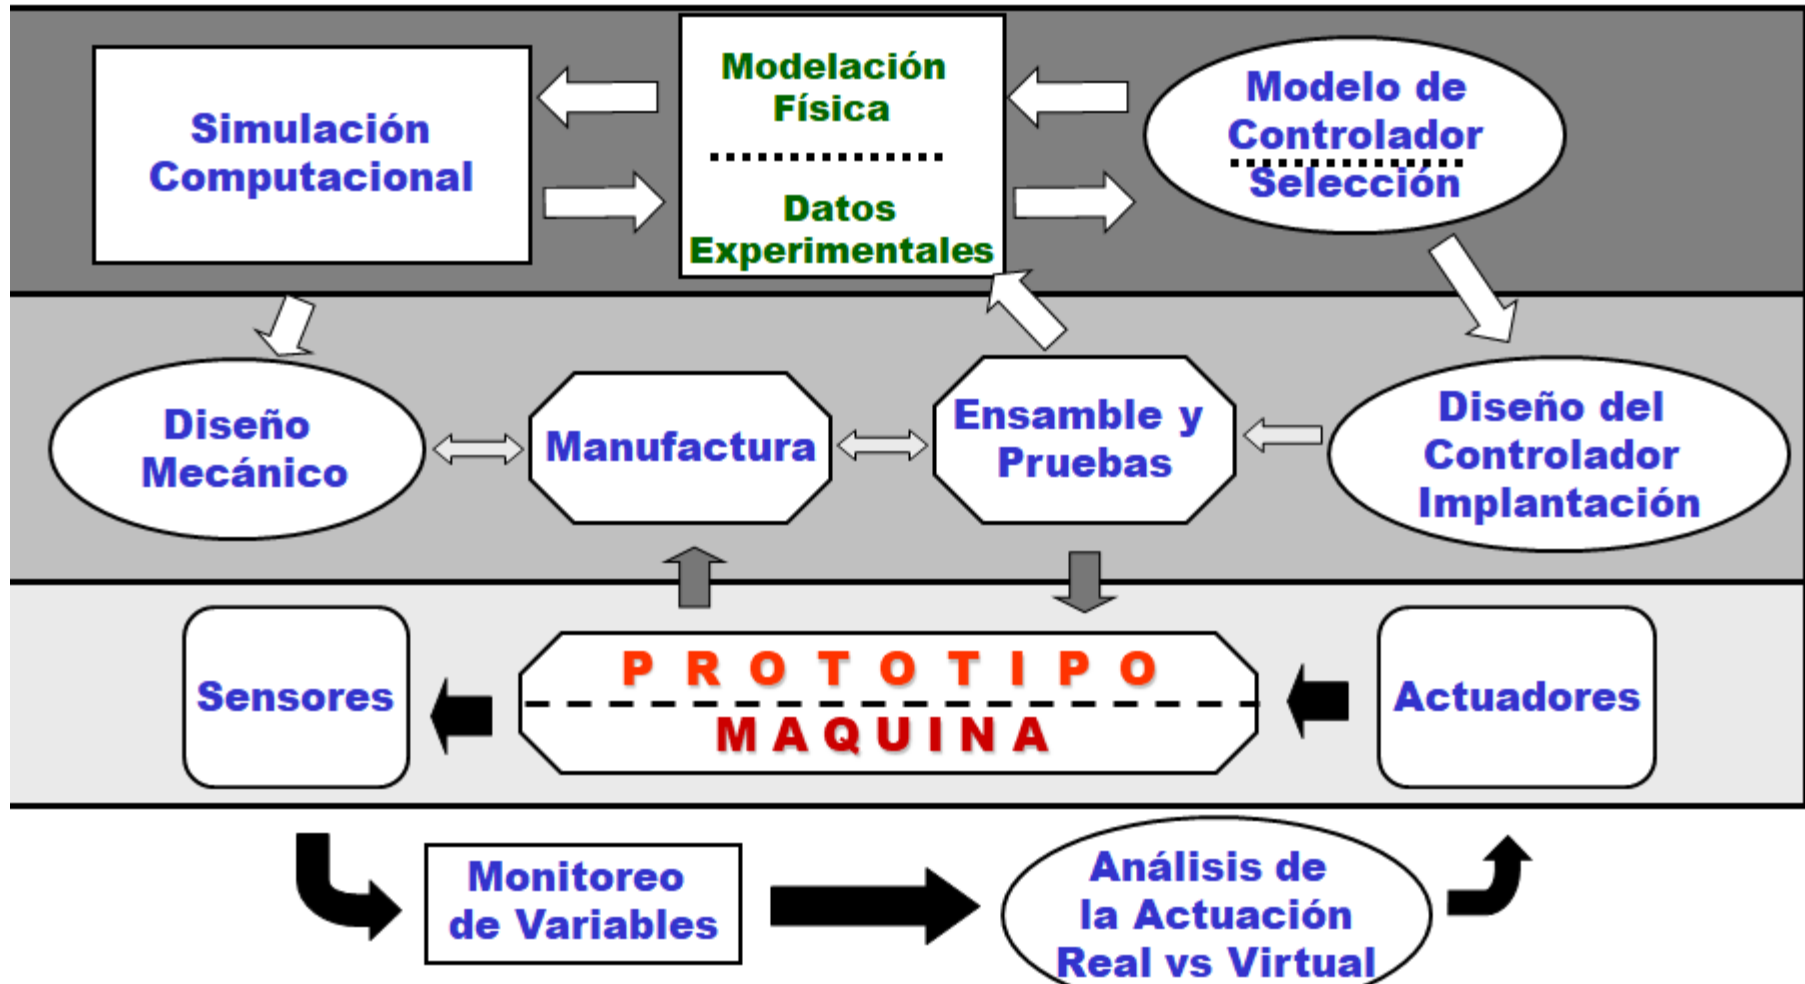 Simulación
Computacional
Modelación
Física
Datos
Experimentales
Modelo de
Controlador
Selección
Diseño
Mecánico
Manufactura
Ensamble y
Pruebas
Diseño del
Controlador
Implantación
Sensores
P R O T O T I P O
M A Q U I N A
Actuadores
Monitoreo
de Variables
Análisis de
la Actuación
Real vs Virtual